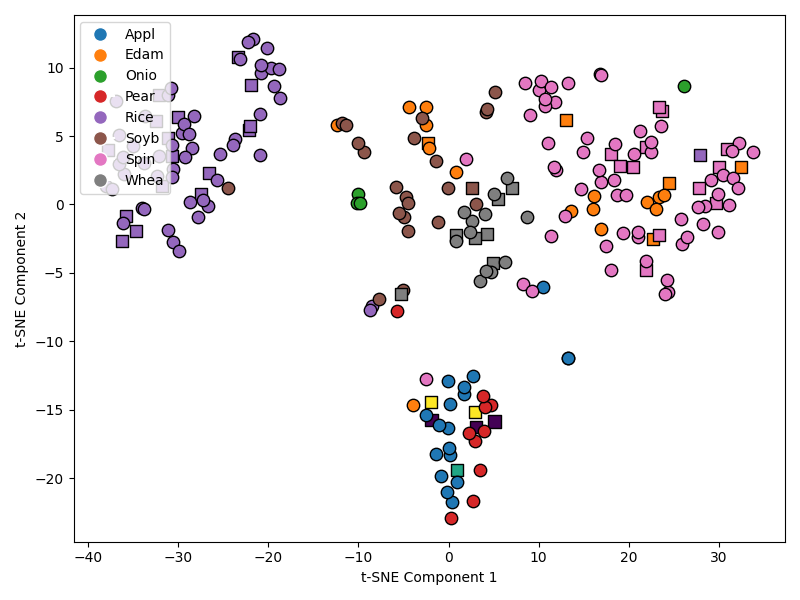 Appl
Edam
Onio
Pear
Rice
Soyb
Spin
Whea
10
5
0
−5
−10
−15
−20
−40
−30
−20
−10
0
10
20
30
t-SNE Component 1
t-SNE Component 2